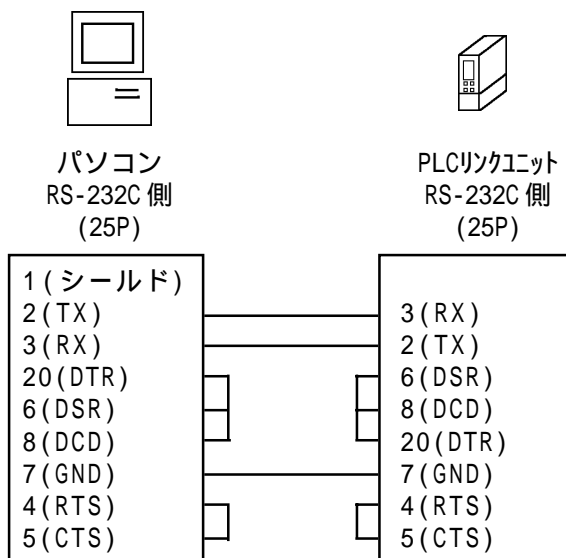 パソコン
RS-232C 側
(25P)
PLCリンクユニット
RS-232C 側
(25P)
1(シールド)
2(TX)
3(RX)
20(DTR)
6(DSR)
8(DCD)
7(GND)
4(RTS)
5(CTS)
3(RX)
2(TX)
6(DSR)
8(DCD)
20(DTR)
7(GND)
4(RTS)
5(CTS)